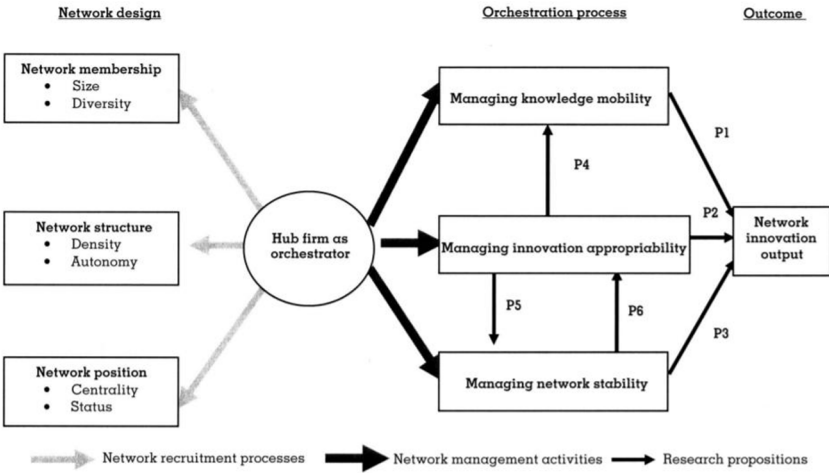 Network design
Orchestration process
Outcome
Network membership
• Size
• Diversity
Network structure
• Density
• Autonomy
Network position
• Centrality
• Status
Hub firm as
orchestrator
Managing knowledge mobility
P4
Managing innovation appropriability
P5
P6
Managing network stability
P1
P2
P3
Network
innovation
output
Network recruitment processes
Network management activities
Research propositions